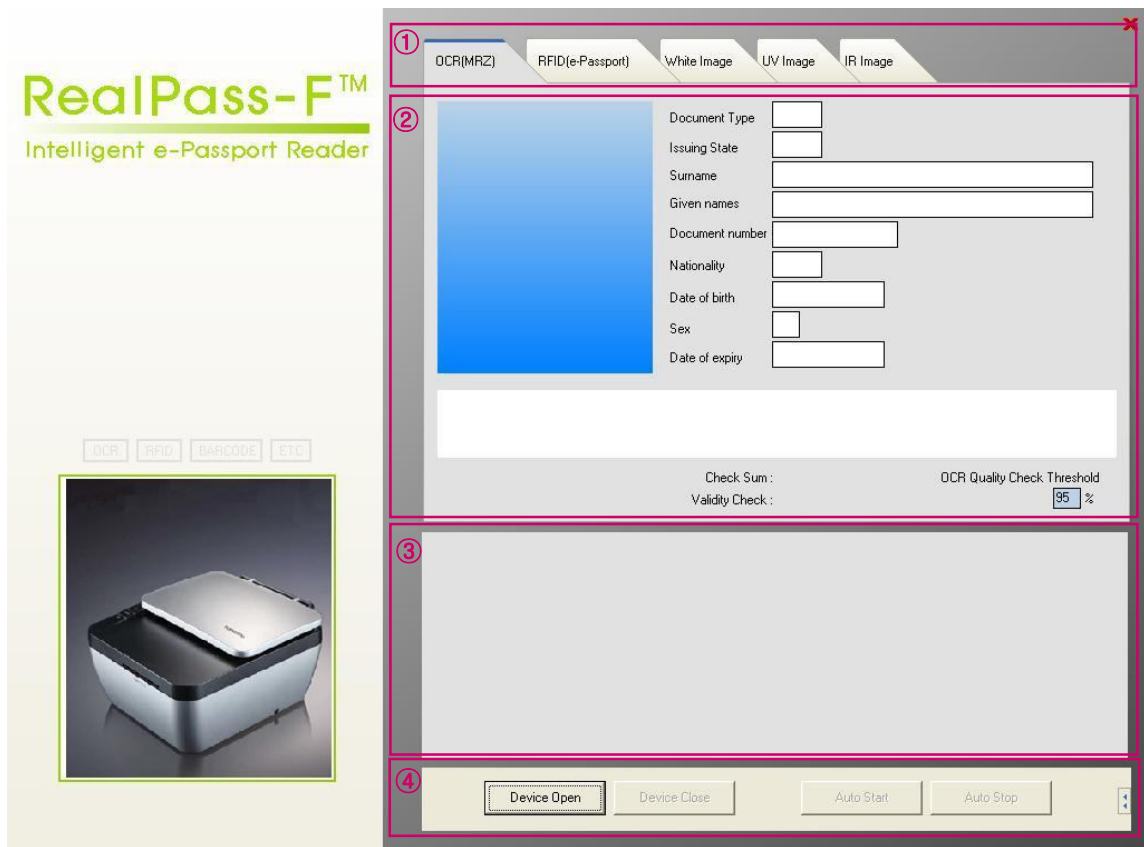 RealPass-F™
Intelligent e-Passport Reader
OCR RFID BARCODE ETC
①
OCR(MRZ) RFID(e-Passport) White Image UV Image IR Image
②
Document Type
Issuing State
Surname
Given names
Document number
Nationality
Date of birth
Sex
Date of expiry
Check Sum :
Validity Check :
OCR Quality Check Threshold
95 %
③
④
Device Open Device Close Auto Start Auto Stop